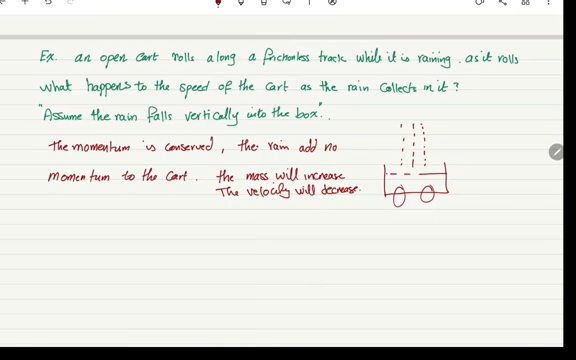 Ex. an open cart rolls along a frictionless track while it is raining. as it rolls
what happens to the speed of the cart as the rain collects in it?
"Assume the rain falls vertically into the box".
the momentum is conserved, the rain add no
momentum to the cart. the mass will increase
The velocity will decrease.